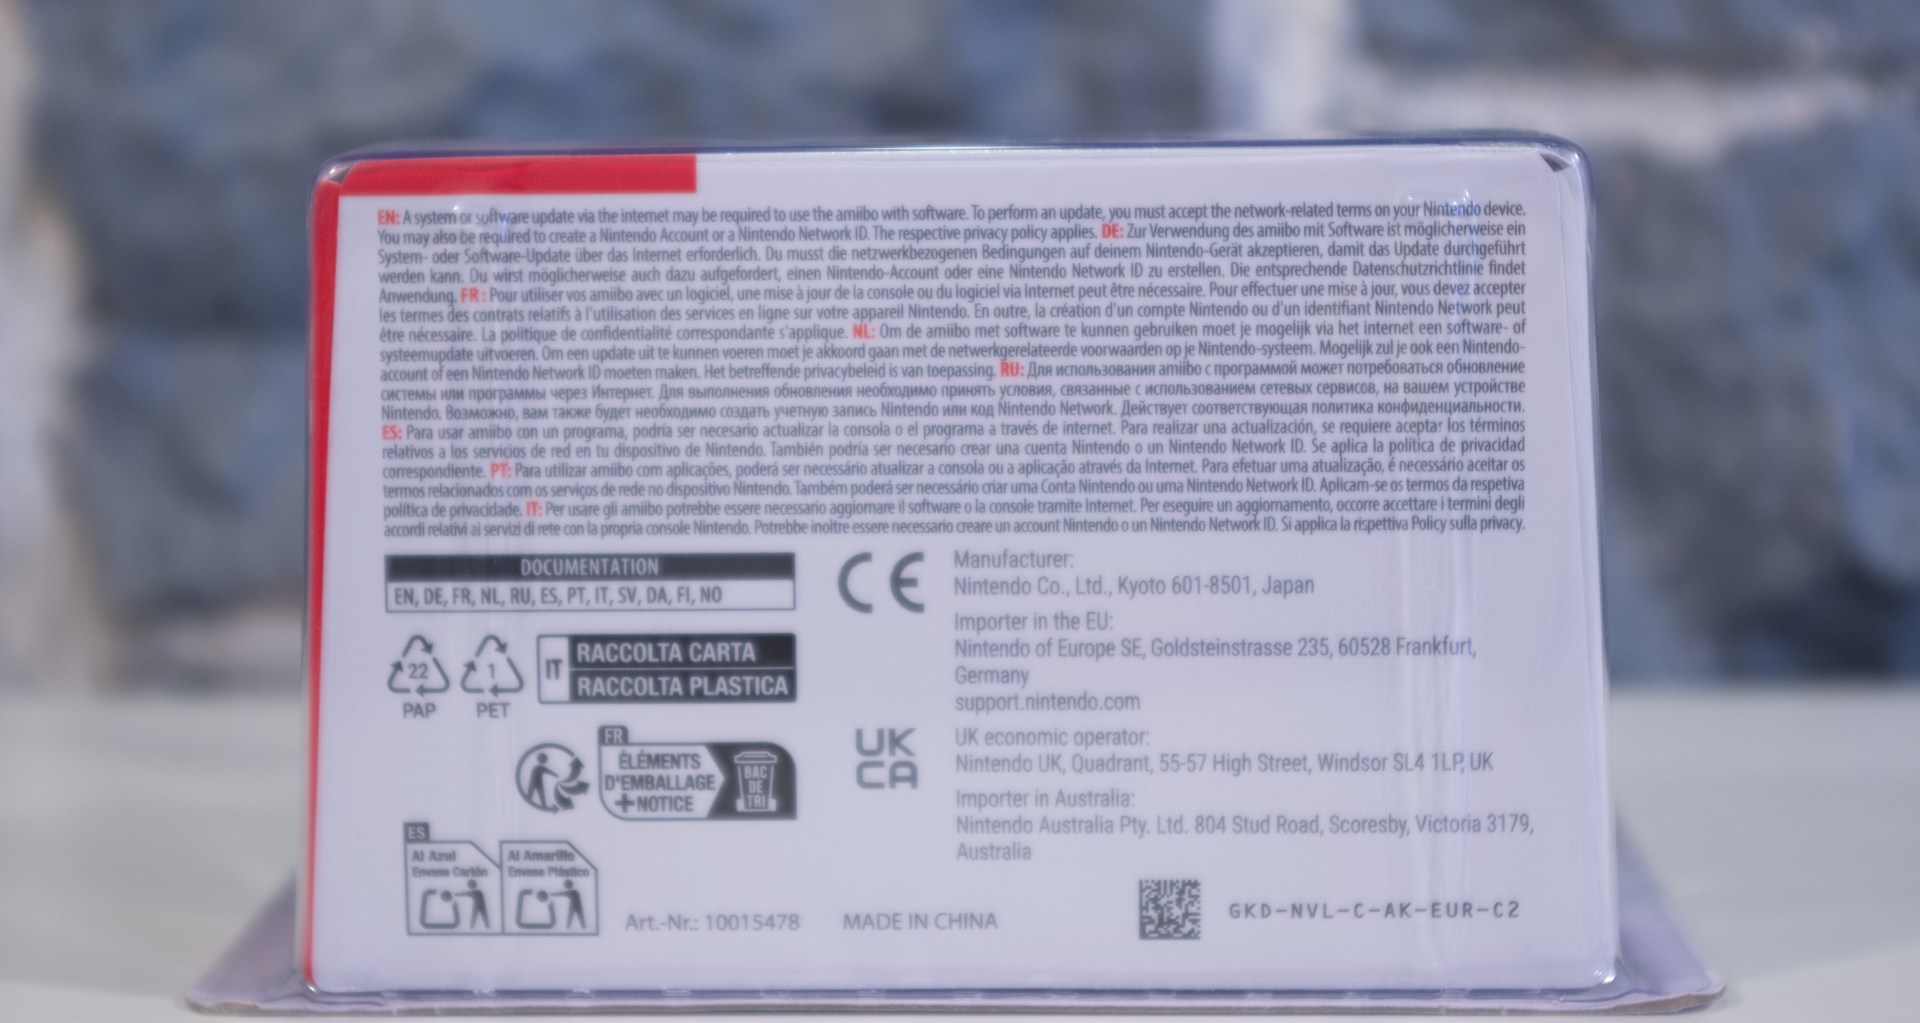 EN: A system or software update via the internet may be required to use the amiibo with software. To perform an update, you must accept the network-related terms on your Nintendo device.
You may also be required to create a Nintendo Account or a Nintendo Network ID. The respective privacy policy applies. DE: Zur Verwendung des amiibo mit Software ist möglicherweise ein
System- oder Software-Update über das Internet erforderlich. Du musst die netzwerkbezogenen Bedingungen auf deinem Nintendo-Gerät akzeptieren, damit das Update durchgeführt
werden kann. Du wirst möglicherweise auch dazu aufgefordert, einen Nintendo-Account oder eine Nintendo Network ID zu erstellen. Die entsprechende Datenschutzrichtlinie findet
Anwendung. FR : Pour utiliser vos amiibo avec un logiciel, une mise à jour de la console ou du logiciel via Internet peut être nécessaire. Pour effectuer une mise à jour, vous devez accepter
les termes des contrats relatifs à l'utilisation des services en ligne sur votre appareil Nintendo. En outre, la création d'un compte Nintendo ou d'un identifiant Nintendo Network peut
être nécessaire. La politique de confidentialité correspondante s'applique. NL: Om de amiibo met software te kunnen gebruiken moet je mogelijk via het internet een software- of
systeemupdate uitvoeren. Om een update uit te kunnen voeren moet je akkoord gaan met de netwerkgerelateerde voorwaarden op je Nintendo-systeem. Mogelijk zul je ook een Nintendo-
account of een Nintendo Network ID moeten maken. Het betreffende privacybeleid is van toepassing. RU: Для использования amiibo с программой может потребоваться обновление
системы или программы через Интернет. Для выполнения обновления необходимо принять условия, связанные с использованием сетевых сервисов, на вашем устройстве
Nintendo. Возможно, вам также будет необходимо создать учетную запись Nintendo или код Nintendo Network. Действует соответствующая политика конфиденциальности.
ES: Para usar amiibo con un programa, podría ser necesario actualizar la consola o el programa a través de internet. Para realizar una actualización, se requiere aceptar los términos
relativos a los servicios de red en tu dispositivo de Nintendo. También podría ser necesario crear una cuenta Nintendo o un Nintendo Network ID. Se aplica la política de privacidad
correspondiente. PT: Para utilizar amiibo com aplicações, poderá ser necessário atualizar a consola ou a aplicação através da Internet. Para efetuar uma atualização, é necessário aceitar os
termos relacionados com os serviços de rede no dispositivo Nintendo. Também poderá ser necessário criar uma Conta Nintendo ou uma Nintendo Network ID. Aplicam-se os termos da respetiva
política de privacidade. IT: Per usare gli amiibo potrebbe essere necessario aggiornare il software o la console tramite Internet. Per eseguire un aggiornamento, occorre accettare i termini degli
accordi relativi ai servizi di rete con la propria console Nintendo. Potrebbe inoltre essere necessario creare un account Nintendo o un Nintendo Network ID. Si applica la rispettiva Policy sulla privacy.
DOCUMENTATION
EN, DE, FR, NL, RU, ES, PT, IT, SV, DA, FI, NO
22
PAP
1
PET
IT
RACCOLTA CARTA
RACCOLTA PLASTICA
FR
ÉLÉMENTS
D'EMBALLAGE
+NOTICE
BAC
DE
TRI
ES
Al Azul
Envase Cartón
Al Amarillo
Envase Plástico
Art.-Nr.: 10015478
MADE IN CHINA
CE
Manufacturer:
Nintendo Co., Ltd., Kyoto 601-8501, Japan
Importer in the EU:
Nintendo of Europe SE, Goldsteinstrasse 235, 60528 Frankfurt,
Germany
support.nintendo.com
UK
CA
UK economic operator:
Nintendo UK, Quadrant, 55-57 High Street, Windsor SL4 1LP, UK
Importer in Australia:
Nintendo Australia Pty. Ltd. 804 Stud Road, Scoresby, Victoria 3179,
Australia
GKD-NVL-C-AK-EUR-C2